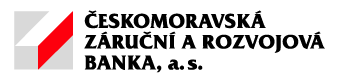 ČESKOMORAVSKÁ
ZÁRUČNÍ A ROZVOJOVÁ
BANKA, a. s.